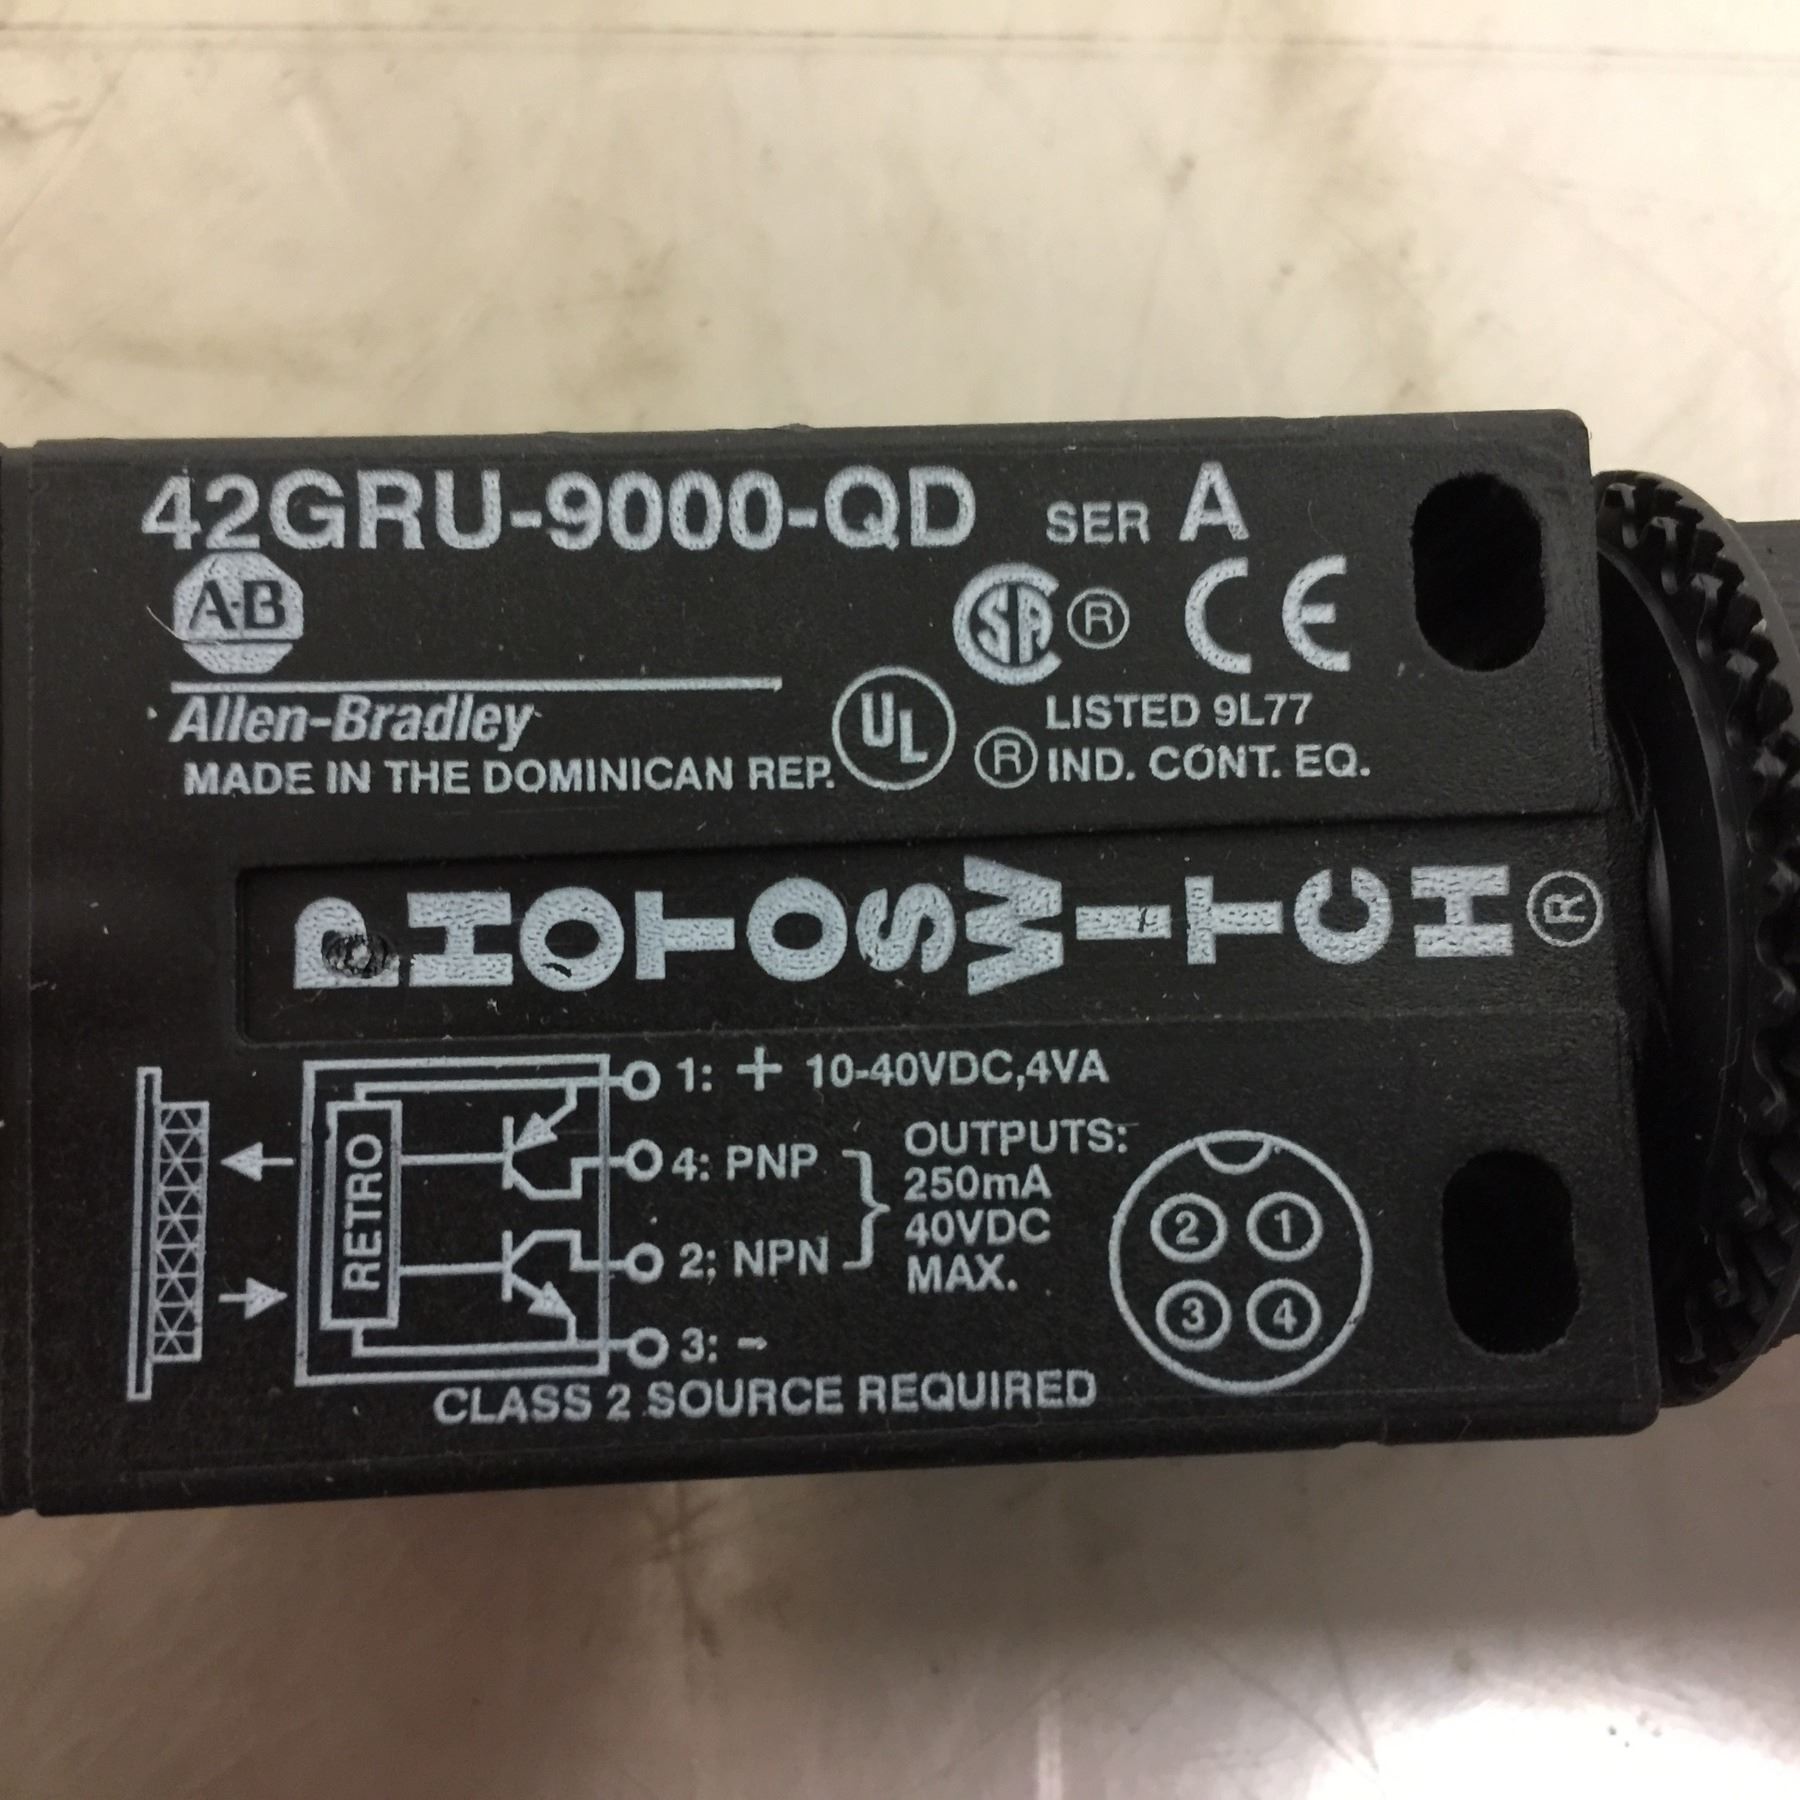 42GRU-9000-QD SER A
A-B
SA ® CE
Allen-Bradley
MADE IN THE DOMINICAN REP.
UL ® LISTED 9L77
IND. CONT. EQ.
PHOTOSWITCH®
RETRO
1: + 10-40VDC,4VA
4: PNP
2: NPN
3: -
OUTPUTS:
250mA
40VDC
MAX.
2 1
3 4
CLASS 2 SOURCE REQUIRED